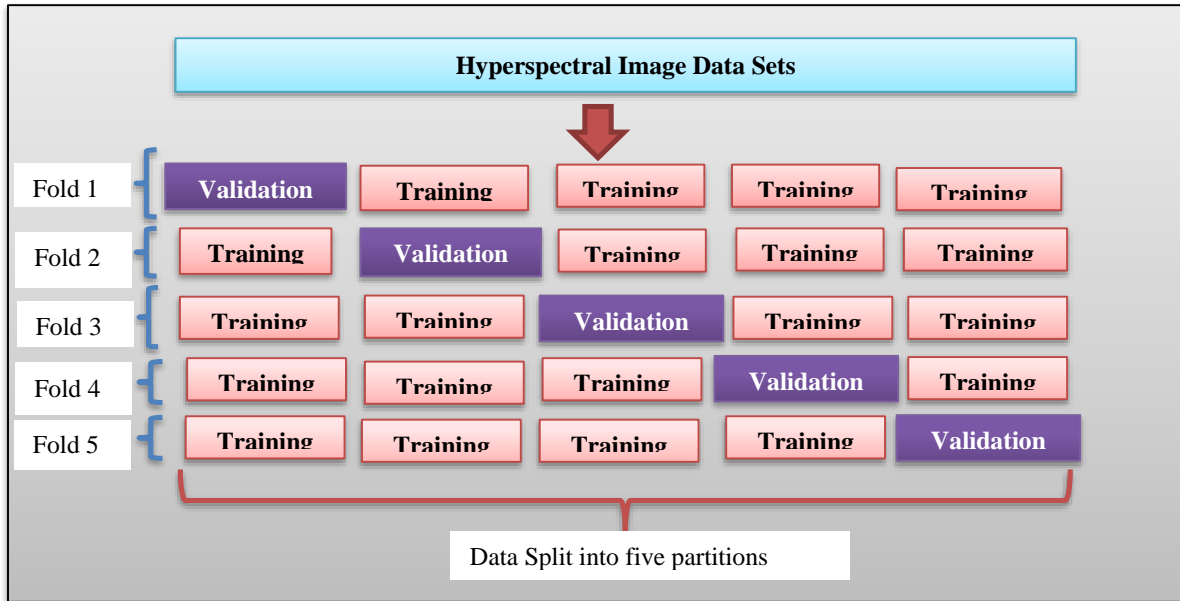 Hyperspectral Image Data Sets
Fold 1 Validation Training Training Training Training
Fold 2 Training Validation Training Training Training
Fold 3 Training Training Validation Training Training
Fold 4 Training Training Training Validation Training
Fold 5 Training Training Training Training Validation
Data Split into five partitions